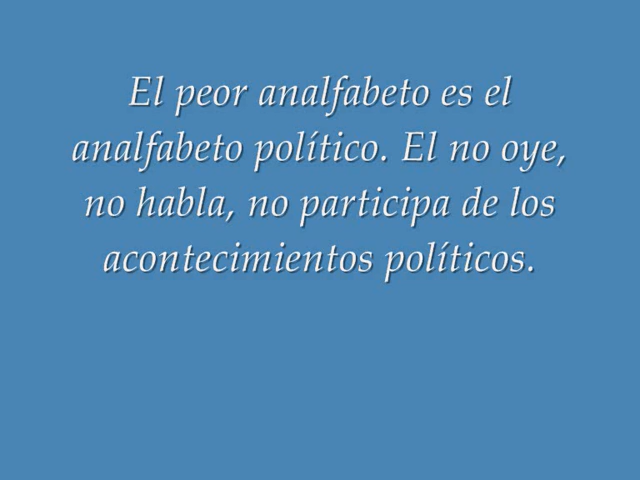 El peor analfabeto es el
analfabeto político. El no oye,
no habla, no participa de los
acontecimientos políticos.